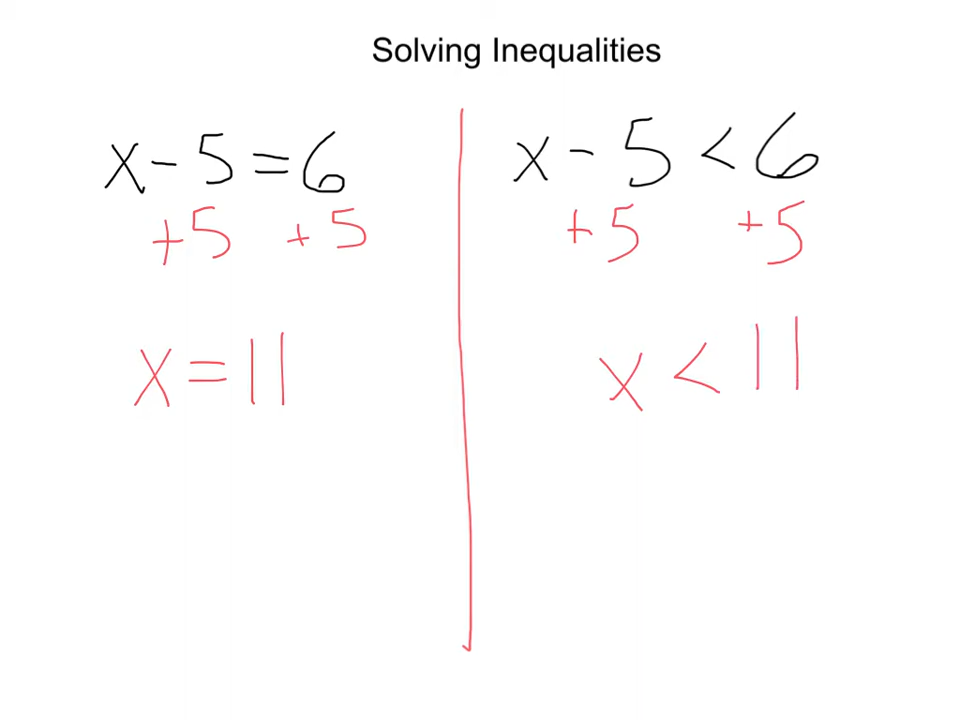 Solving Inequalities
x - 5 = 6
+5 +5
x = 11
x - 5 < 6
+5 +5
x < 11